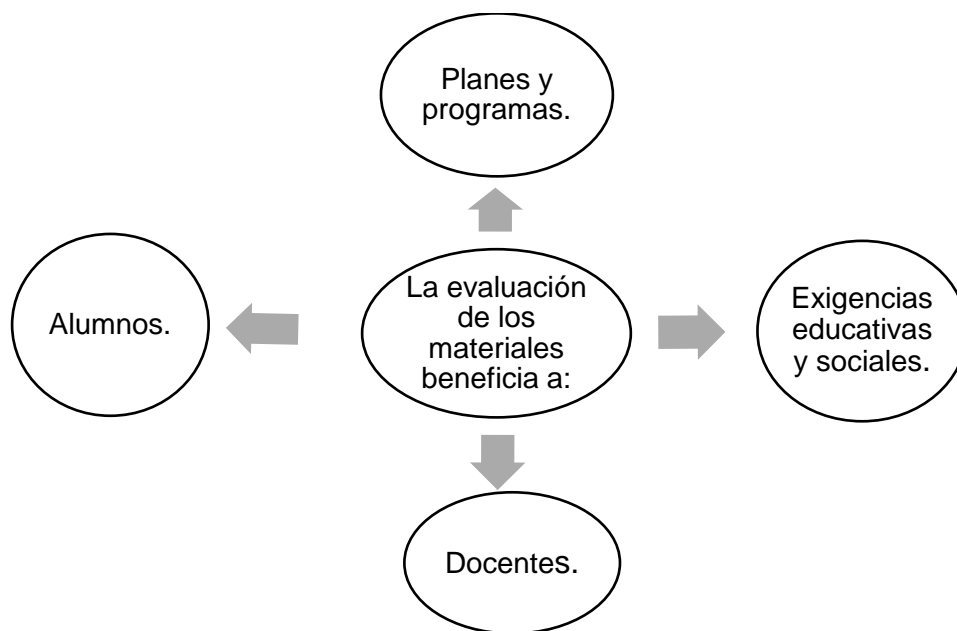 Planes y
programas.
Alumnos.
La evaluación
de los
materiales
beneficia a:
Exigencias
educativas
y sociales.
Docentes.